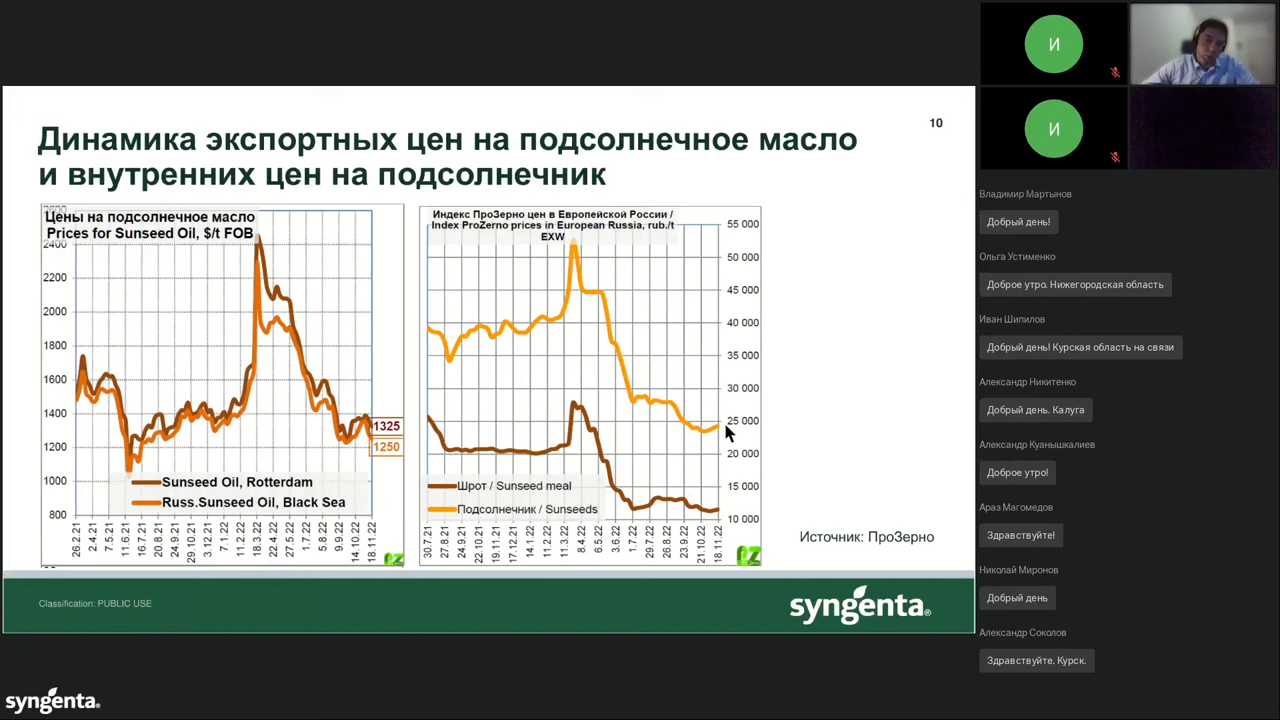 10
Динамика экспортных цен на подсолнечное масло
и внутренних цен на подсолнечник
Цены на подсолнечное масло
Prices for Sunseed Oil, $/t FOB
2600
2400
2200
2000
1800
1600
1400
1200
1000
800
1325
1250
Sunseed Oil, Rotterdam
Russ.Sunseed Oil, Black Sea
26.2.21
2.4.21
7.5.21
11.6.21
16.7.21
20.8.21
24.9.21
29.10.21
3.12.21
7.1.22
11.2.22
18.3.22
22.4.22
27.5.22
1.7.22
5.8.22
9.9.22
14.10.22
18.11.22
Индекс ПроЗерно цен в Европейской России /
Index ProZerno prices in European Russia, rub./t
EXW
55 000
50 000
45 000
40 000
35 000
30 000
25 000
20 000
15 000
10 000
Шрот / Sunseed meal
Подсолнечник / Sunseeds
30.7.21
27.8.21
24.9.21
22.10.21
19.11.21
17.12.21
14.1.22
11.2.22
11.3.22
8.4.22
6.5.22
3.6.22
1.7.22
29.7.22
26.8.22
23.9.22
21.10.22
18.11.22
Источник: ПроЗерно
Classification: PUBLIC USE
syngenta®
syngenta®
И
И
Владимир Мартынов
Добрый день!
Ольга Устименко
Доброе утро. Нижегородская область
Иван Шипилов
Добрый день! Курская область на связи
Александр Никитенко
Добрый день. Калуга
Александр Куанышкалиев
Доброе утро!
Араз Магомедов
Здравствуйте!
Николай Миронов
Добрый день
Александр Соколов
Здравствуйте. Курск.